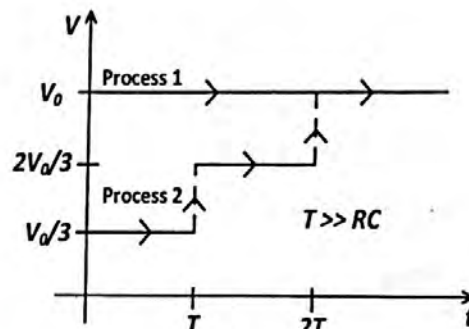 V
Process 1
V₀
2V₀/3
Process 2
T >> RC
V₀/3
T
2T
t